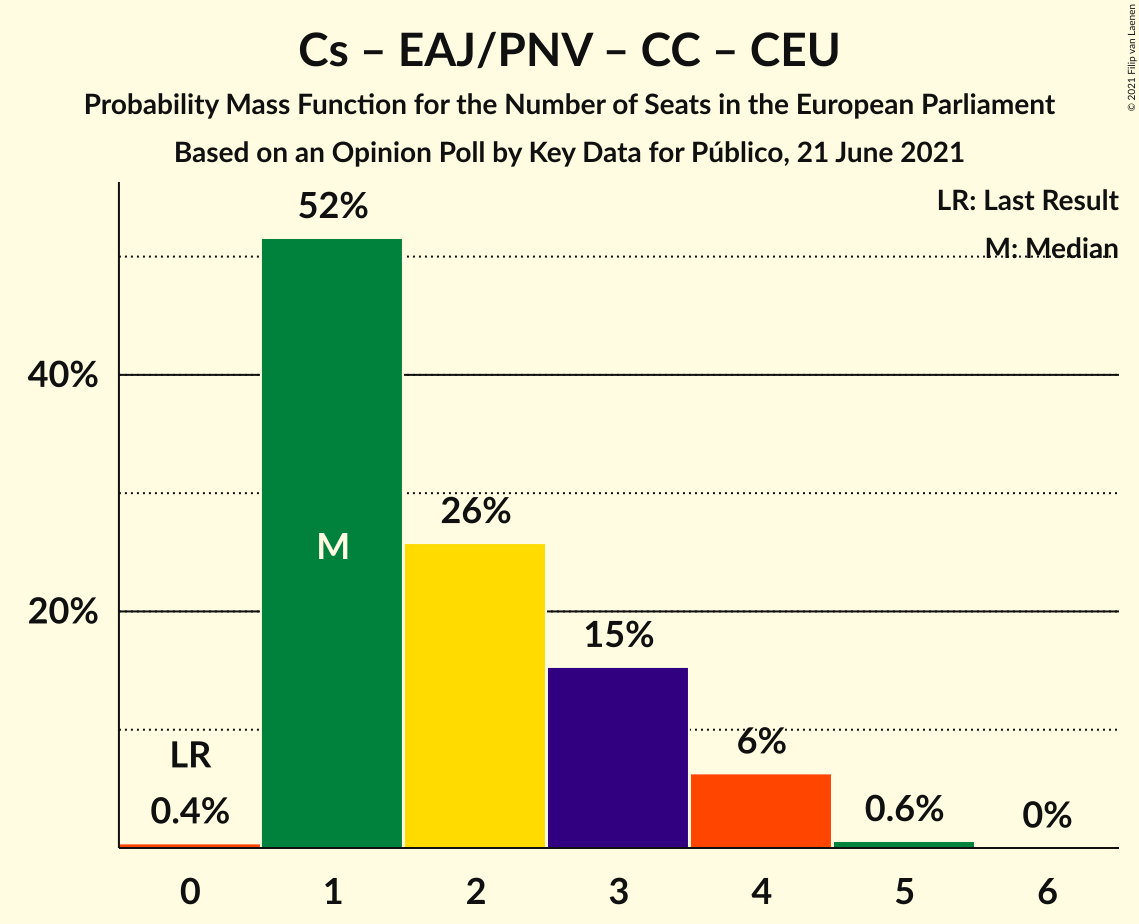 Cs – EAJ/PNV – CC – CEU
Probability Mass Function for the Number of Seats in the European Parliament
Based on an Opinion Poll by Key Data for Público, 21 June 2021
© 2021 Filip van Laenen
LR: Last Result
M: Median
52%
40%
26%
M
20%
15%
6%
LR
0.4%
0.6%
0%
0 1 2 3 4 5 6